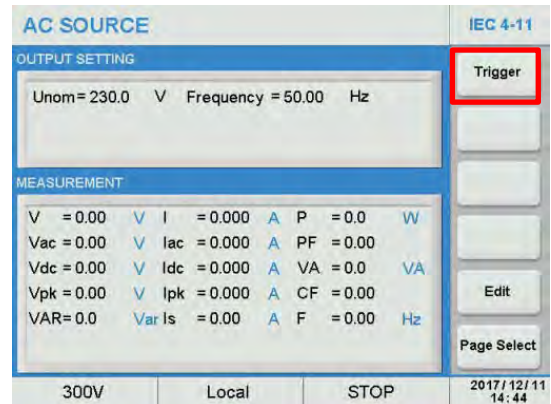 AC SOURCE
IEC 4-11
OUTPUT SETTING
Unom = 230.0 V Frequency = 50.00 Hz
Trigger
MEASUREMENT
V = 0.00 V I = 0.000 A P = 0.0 W
Vac = 0.00 V Iac = 0.000 A PF = 0.00
Vdc = 0.00 V Idc = 0.000 A VA = 0.0 VA
Vpk = 0.00 V Ipk = 0.000 A CF = 0.00
VAR= 0.0 Var Is = 0.00 A F = 0.00 Hz
Edit
Page Select
300V Local STOP
2017/12/11
14:44